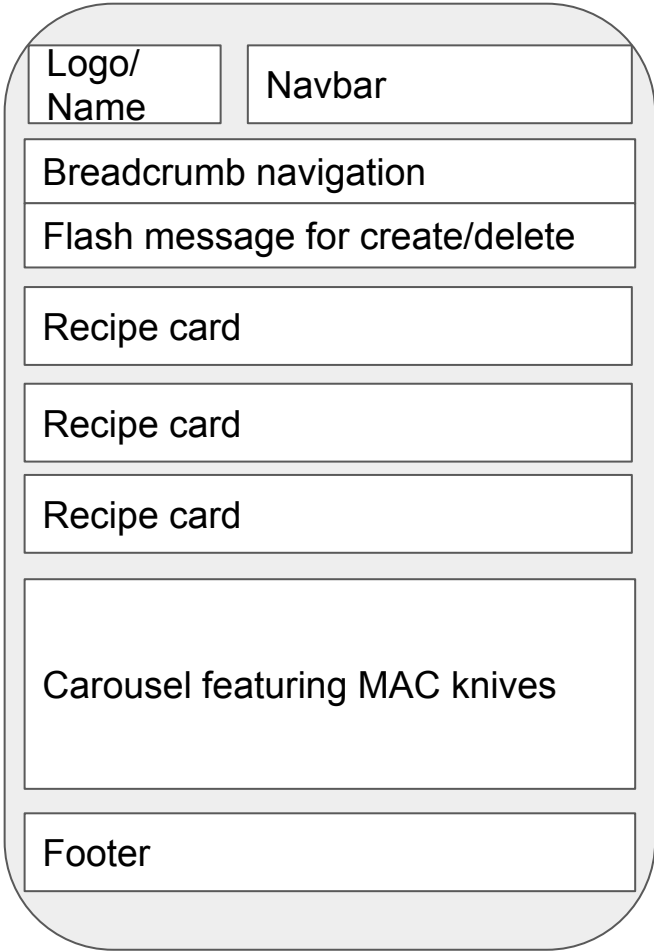 Logo/
Name
Navbar
Breadcrumb navigation
Flash message for create/delete
Recipe card
Recipe card
Recipe card
Carousel featuring MAC knives
Footer